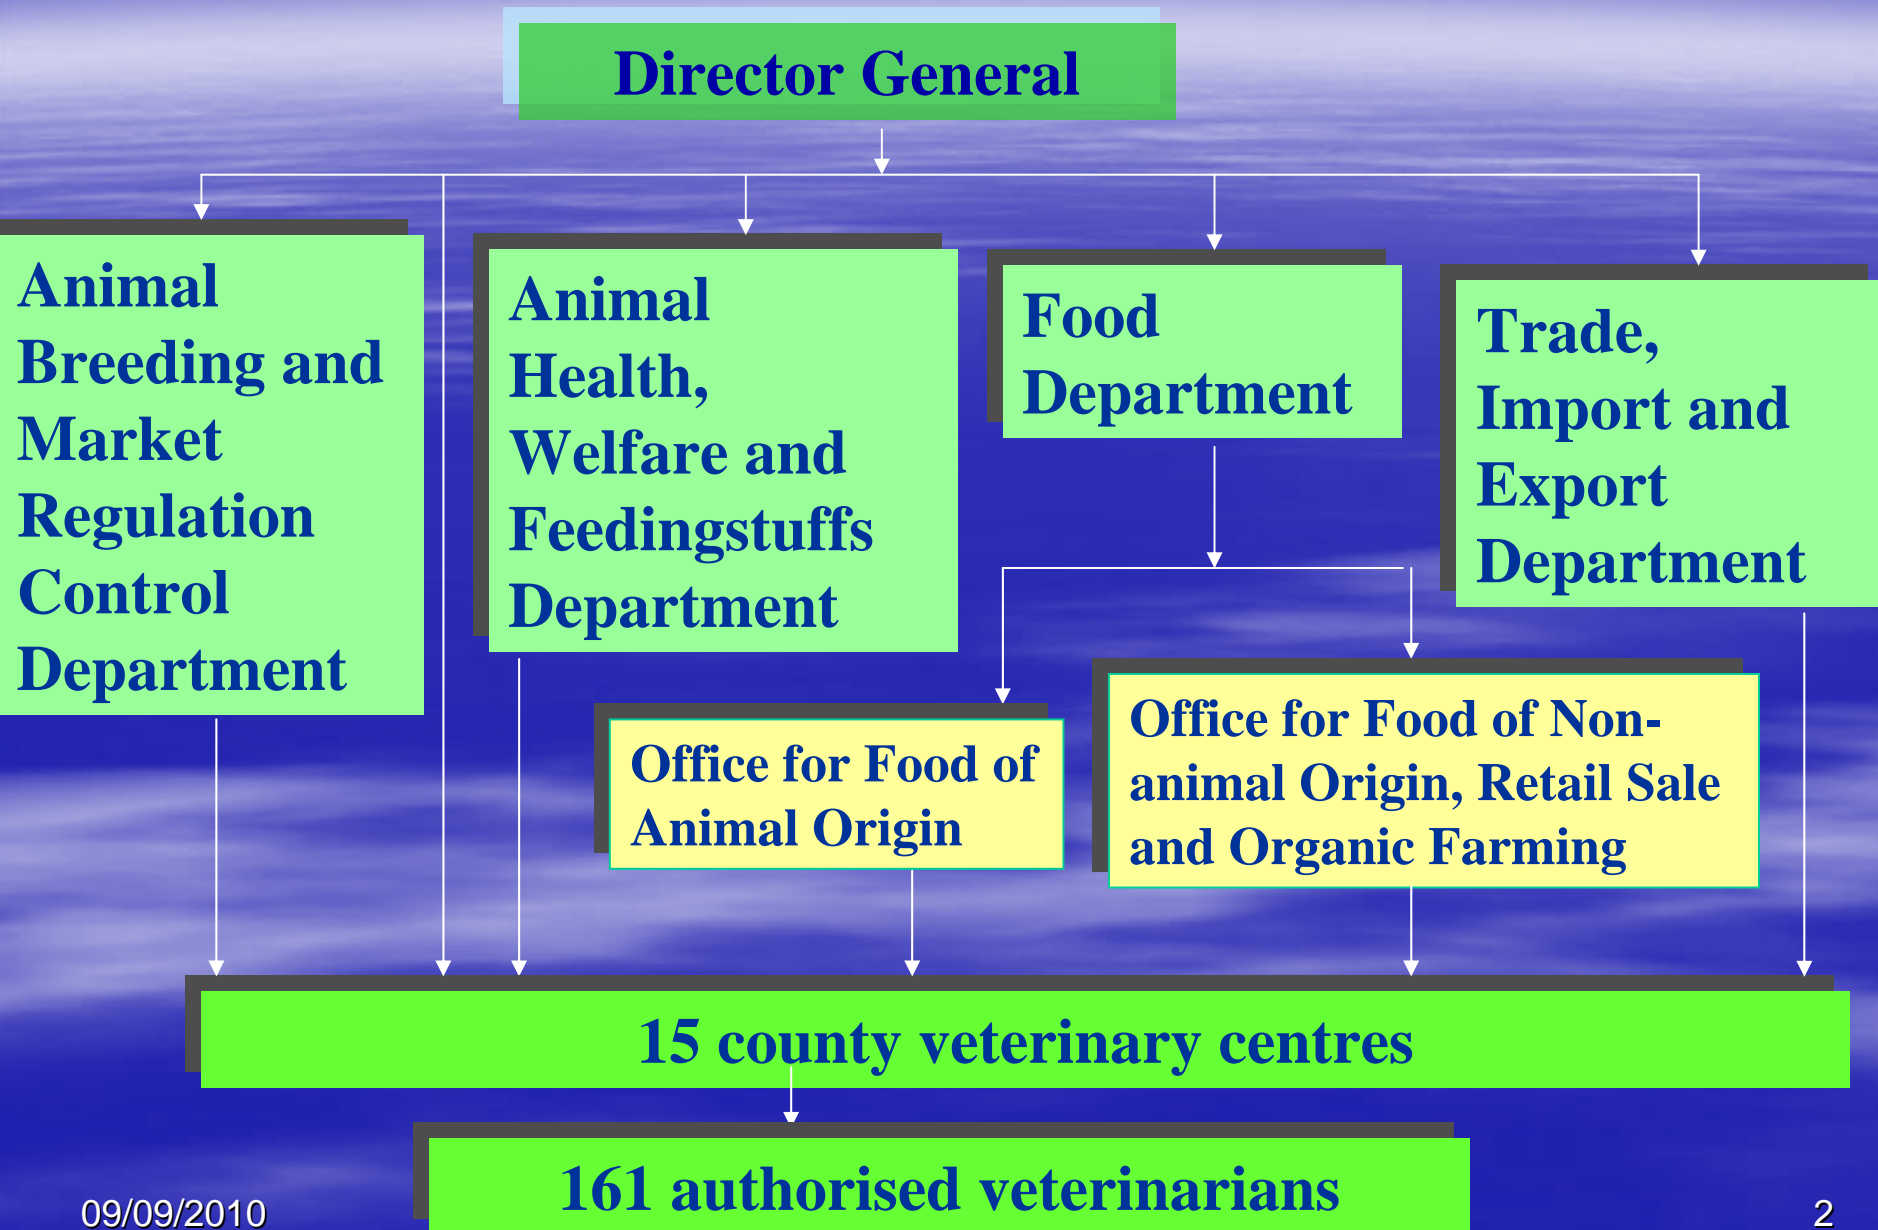 Director General
Animal
Breeding and
Market
Regulation
Control
Department
Animal
Health,
Welfare and
Feedingstuffs
Department
Food
Department
Trade,
Import and
Export
Department
Office for Food of
Animal Origin
Office for Food of Non-
animal Origin, Retail Sale
and Organic Farming
15 county veterinary centres
161 authorised veterinarians
09/09/2010
2